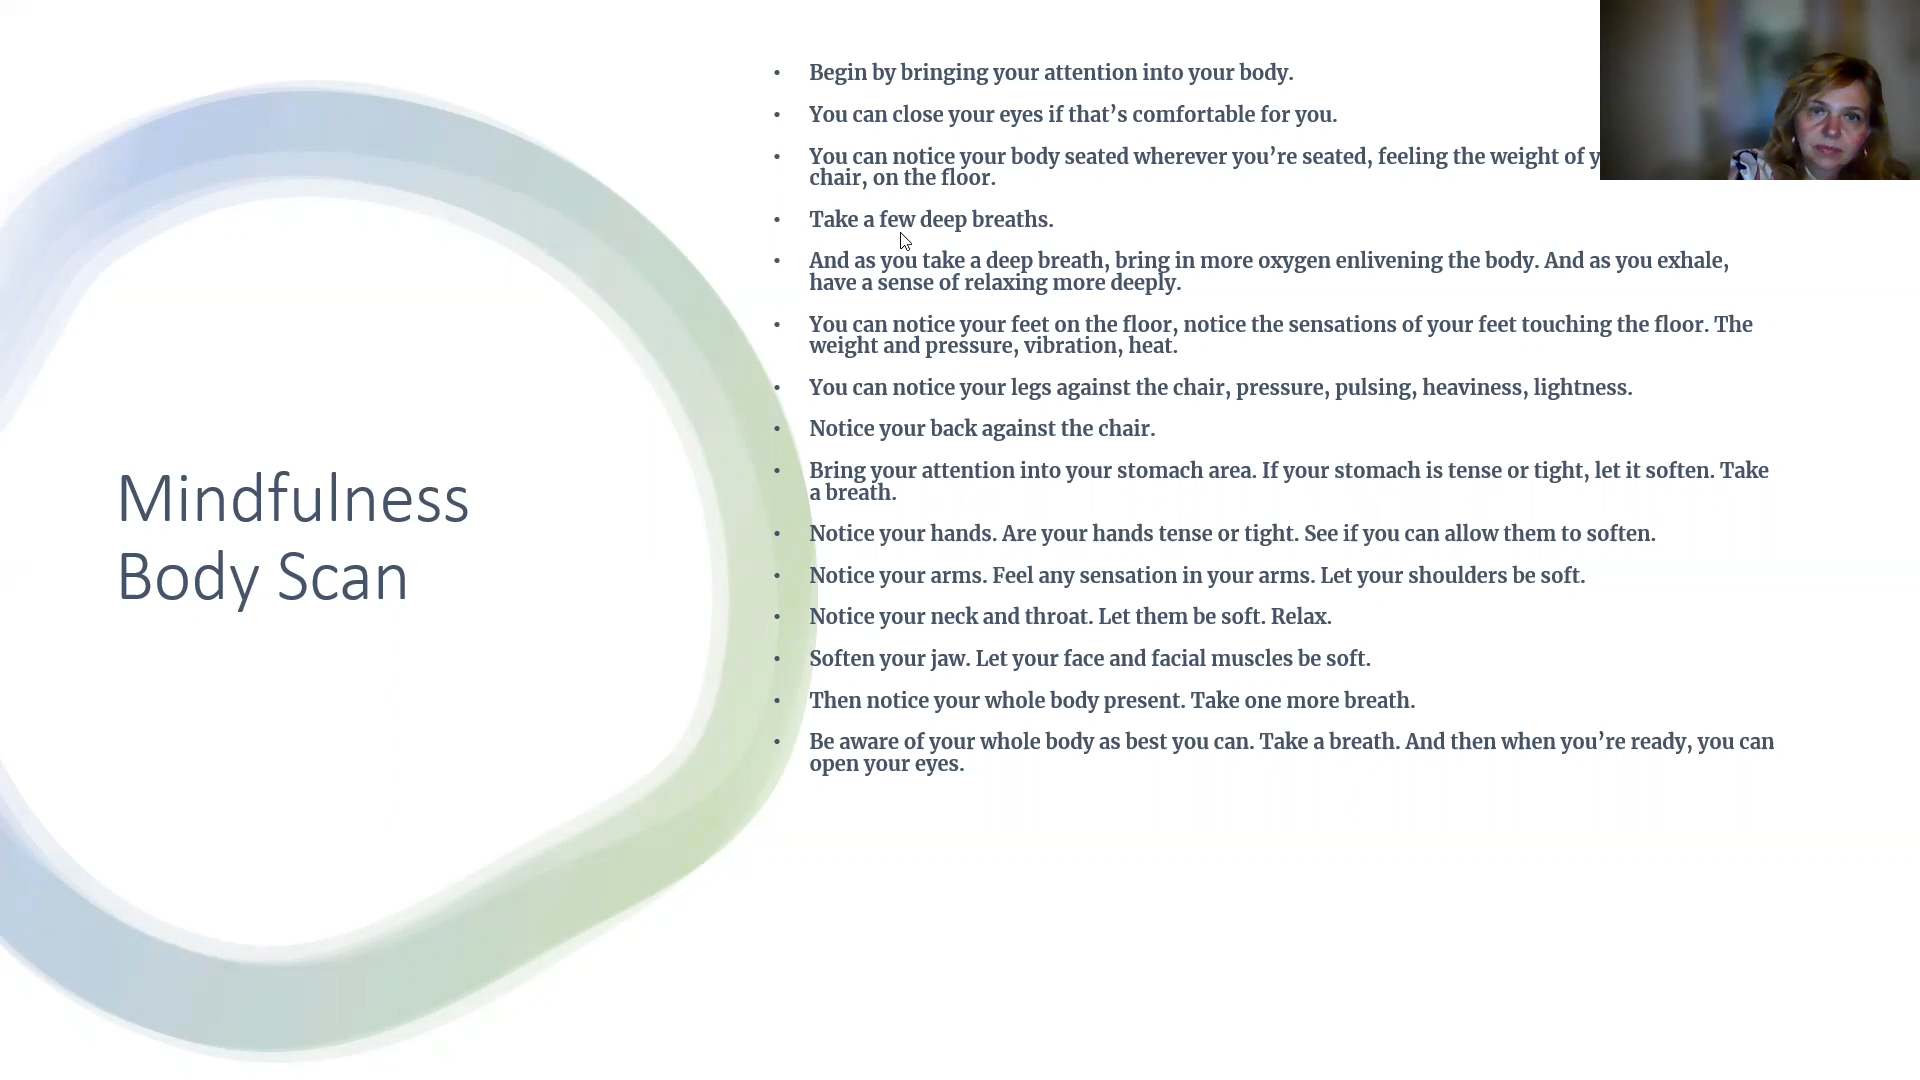 Mindfulness
Body Scan
• Begin by bringing your attention into your body.
• You can close your eyes if that’s comfortable for you.
• You can notice your body seated wherever you’re seated, feeling the weight of
chair, on the floor.
• Take a few deep breaths.
• And as you take a deep breath, bring in more oxygen enlivening the body. And as you exhale,
have a sense of relaxing more deeply.
• You can notice your feet on the floor, notice the sensations of your feet touching the floor. The
weight and pressure, vibration, heat.
• You can notice your legs against the chair, pressure, pulsing, heaviness, lightness.
• Notice your back against the chair.
• Bring your attention into your stomach area. If your stomach is tense or tight, let it soften. Take
a breath.
• Notice your hands. Are your hands tense or tight. See if you can allow them to soften.
• Notice your arms. Feel any sensation in your arms. Let your shoulders be soft.
• Notice your neck and throat. Let them be soft. Relax.
• Soften your jaw. Let your face and facial muscles be soft.
• Then notice your whole body present. Take one more breath.
• Be aware of your whole body as best you can. Take a breath. And then when you’re ready, you can
open your eyes.